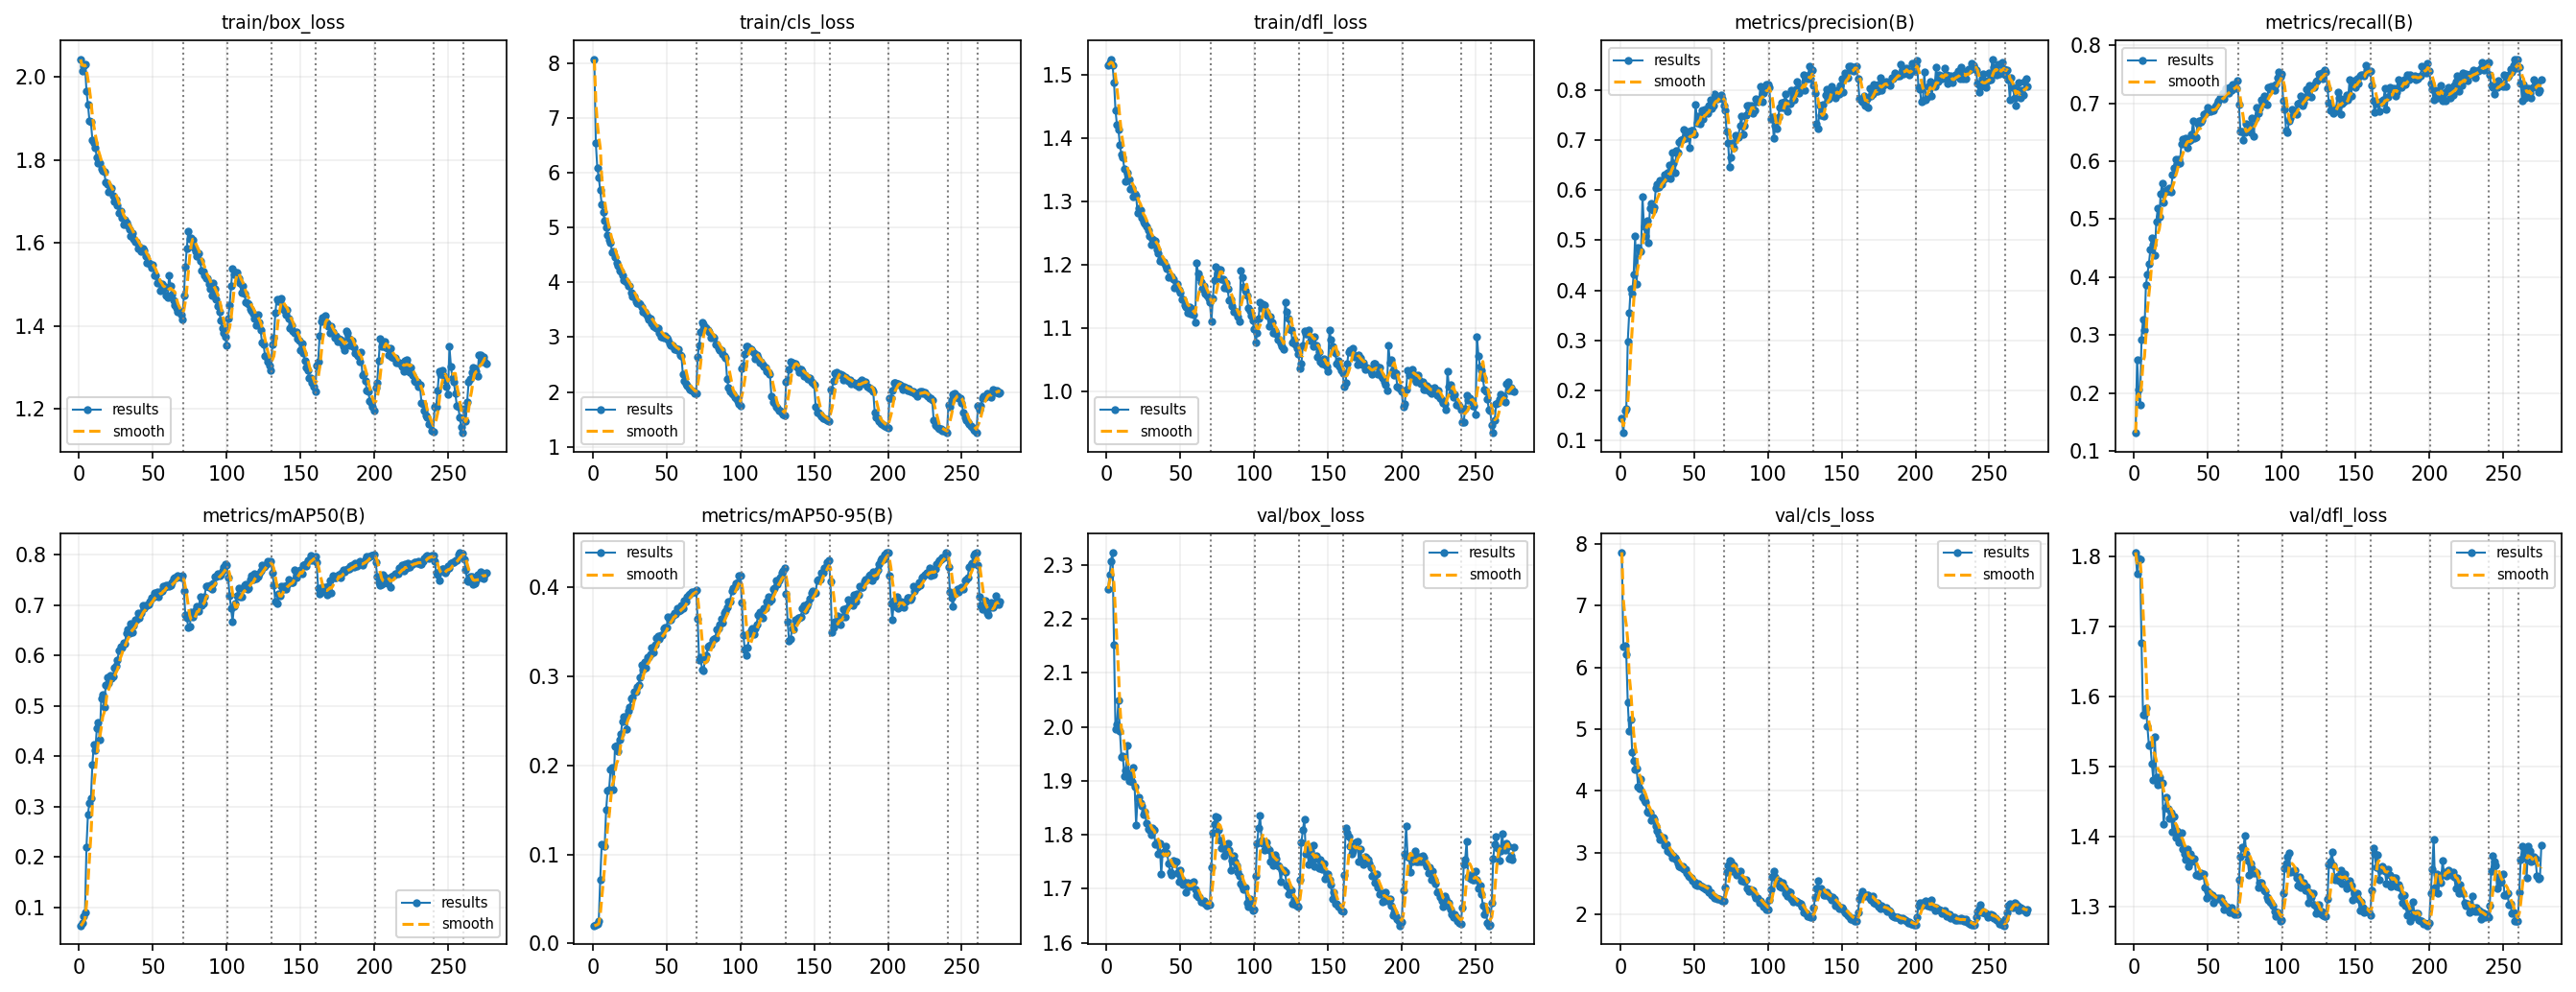 train/box_loss
2.0
1.8
1.6
1.4
1.2
results
smooth
0 50 100 150 200 250
train/cls_loss
8
7
6
5
4
3
2
1
results
smooth
0 50 100 150 200 250
train/dfl_loss
1.5
1.4
1.3
1.2
1.1
1.0
results
smooth
0 50 100 150 200 250
metrics/precision(B)
results
smooth
0.8
0.7
0.6
0.5
0.4
0.3
0.2
0.1
0 50 100 150 200 250
metrics/recall(B)
results
smooth
0.8
0.7
0.6
0.5
0.4
0.3
0.2
0.1
0 50 100 150 200 250
metrics/mAP50(B)
0.8
0.7
0.6
0.5
0.4
0.3
0.2
0.1
results
smooth
0 50 100 150 200 250
metrics/mAP50-95(B)
results
smooth
0.4
0.3
0.2
0.1
0.0
0 50 100 150 200 250
val/box_loss
results
smooth
2.3
2.2
2.1
2.0
1.9
1.8
1.7
1.6
0 50 100 150 200 250
val/cls_loss
results
smooth
8
7
6
5
4
3
2
0 50 100 150 200 250
val/dfl_loss
results
smooth
1.8
1.7
1.6
1.5
1.4
1.3
0 50 100 150 200 250